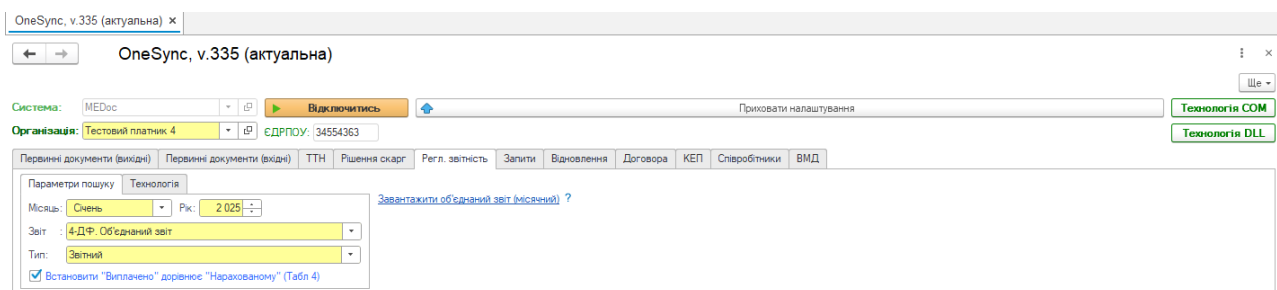 OneSync, v.335 (актуальна) ×
OneSync, v.335 (актуальна)
Ще
Система: MEDoc Відключитись Приховати налаштування Технологія COM
Організація: Тестовий платник 4 ЄДРПОУ: 34554363 Технологія DLL
Первинні документи (вихідні) Первинні документи (вхідні) ТТН Рішення скарг Регл. звітність Запити Відновлення Договора КЕП Співробітники ВМД
Параметри пошуку Технологія
Місяць: Січень Рік: 2 025 Завантажити об'єднаний звіт (місячний) ?
Звіт : 4-ДФ. Об'єднаний звіт
Тип: Звітний
Встановити "Виплачено" дорівнює "Нарахованому" (Табл 4)